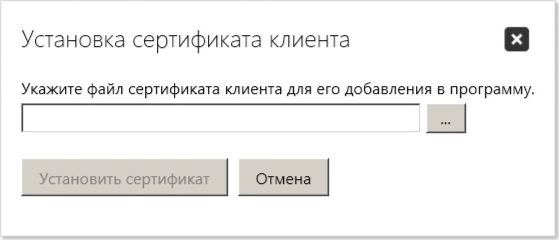 Установка сертификата клиента
Укажите файл сертификата клиента для его добавления в программу.
...
Установить сертификат
Отмена